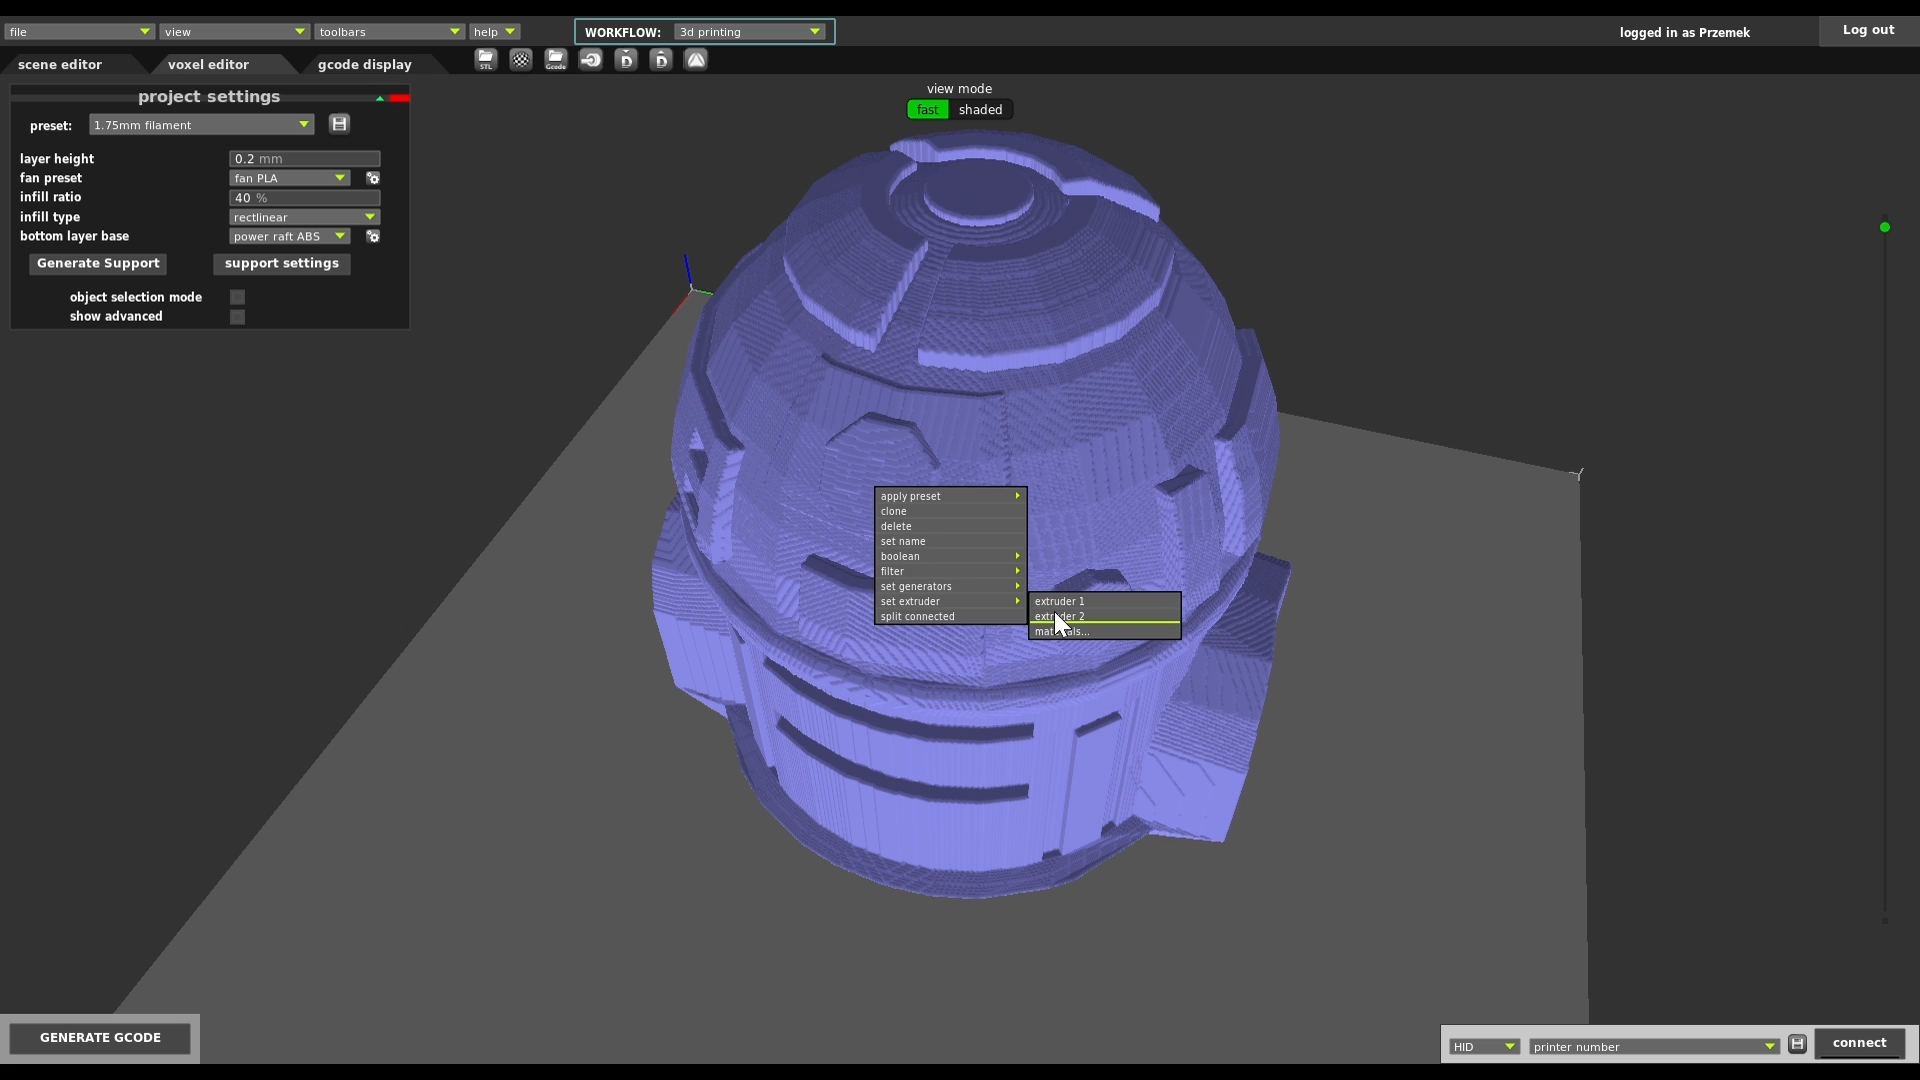 file view toolbars help WORKFLOW: 3d printing logged in as Przemek Log out
scene editor voxel editor gcode display STL Gcode
project settings
preset: 1.75mm filament
layer height 0.2 mm
fan preset fan PLA
infill ratio 40 %
infill type rectlinear
bottom layer base power raft ABS
Generate Support support settings
object selection mode
show advanced
view mode
fast shaded
apply preset
clone
delete
set name
boolean
filter
set generators
set extruder
split connected
extruder 1
extruder 2
GENERATE GCODE
HID printer number connect